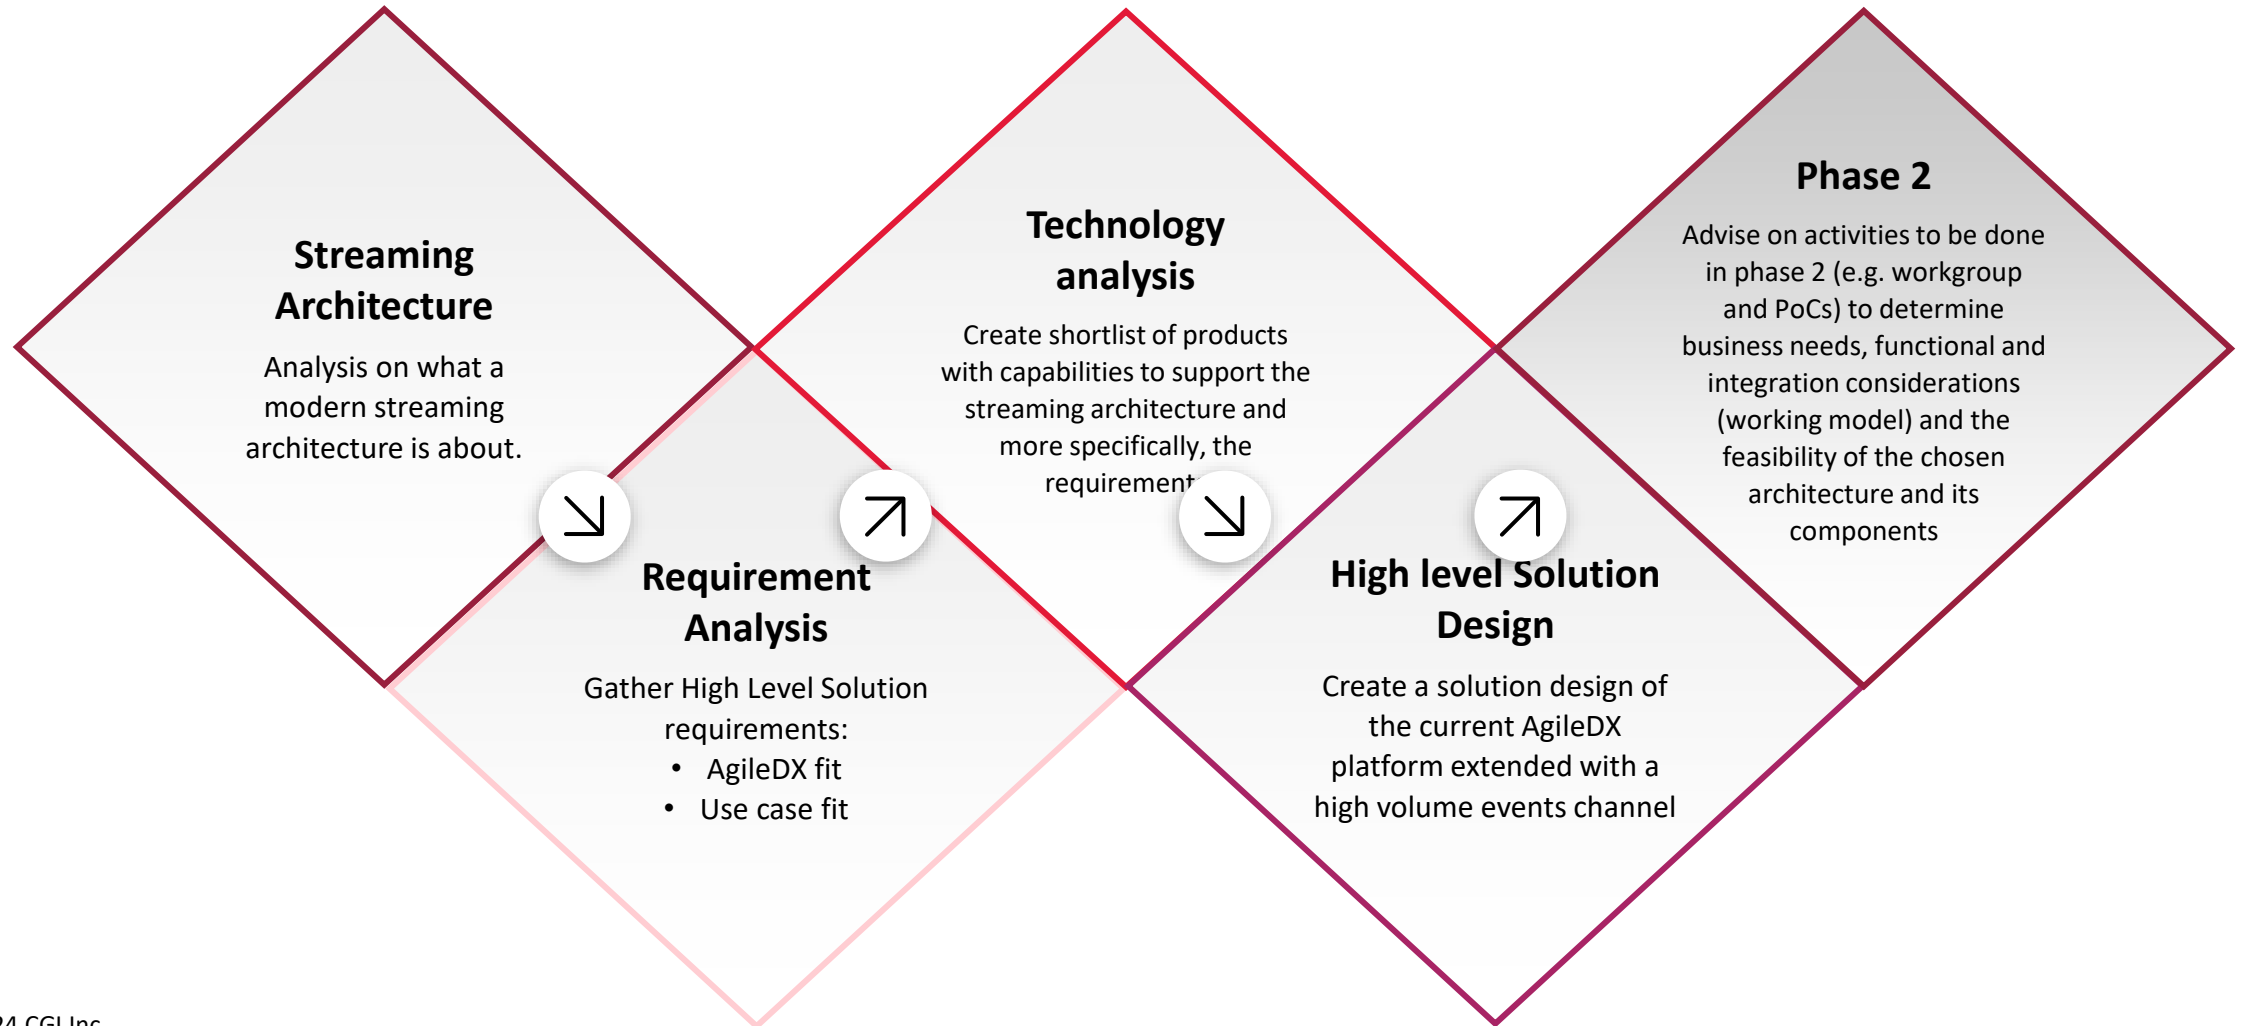 Streaming
Architecture
Analysis on what a
modern streaming
architecture is about.
Requirement
Analysis
Gather High Level Solution
requirements:
• AgileDX fit
• Use case fit
Technology
analysis
Create shortlist of products
with capabilities to support the
streaming architecture and
more specifically, the
requirement
High level Solution
Design
Create a solution design of
the current AgileDX
platform extended with a
high volume events channel
Phase 2
Advise on activities to be done
in phase 2 (e.g. workgroup
and PoCs) to determine
business needs, functional and
integration considerations
(working model) and the
feasibility of the chosen
architecture and its
components
24 CGI Inc